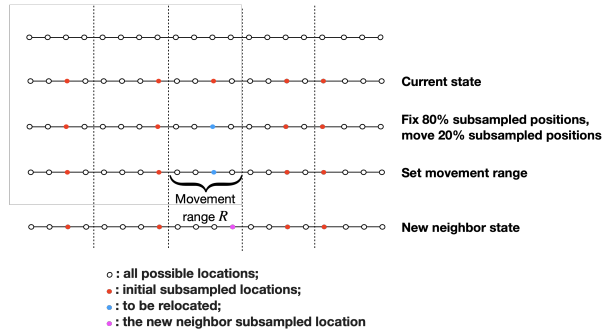 Current state
Fix 80% subsampled positions,
move 20% subsampled positions
Set movement range
Movement
range R
New neighbor state
: all possible locations;
: initial subsampled locations;
: to be relocated;
: the new neighbor subsampled location